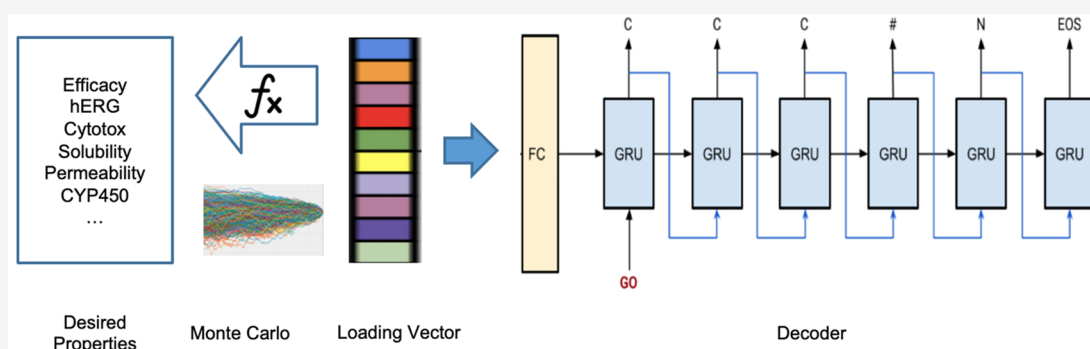 Efficacy
hERG
Cytotox
Solubility
Permeability
CYP450
...
fx
C C C # N EOS
FC GRU GRU GRU GRU GRU GRU
GO
Desired
Properties
Monte Carlo
Loading Vector
Decoder